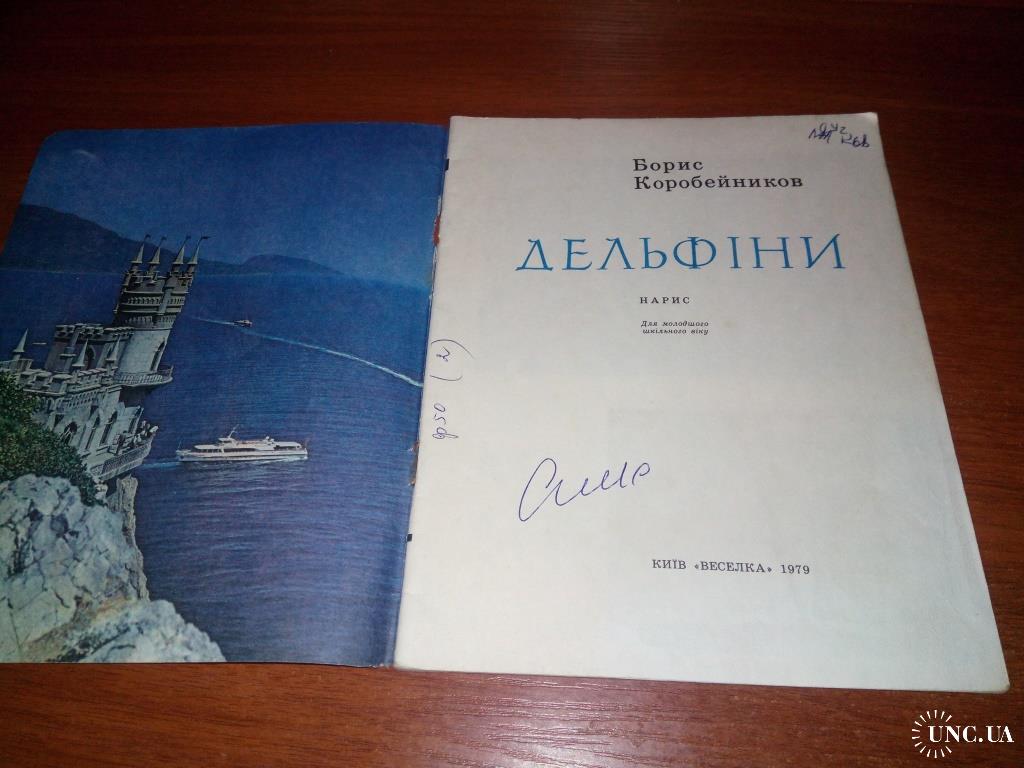 Борис
Коробейников
ДЕЛЬФІНИ
НАРИС
Для молодшого
шкільного віку
КИЇВ «ВЕСЕЛКА» 1979
UNC.UA